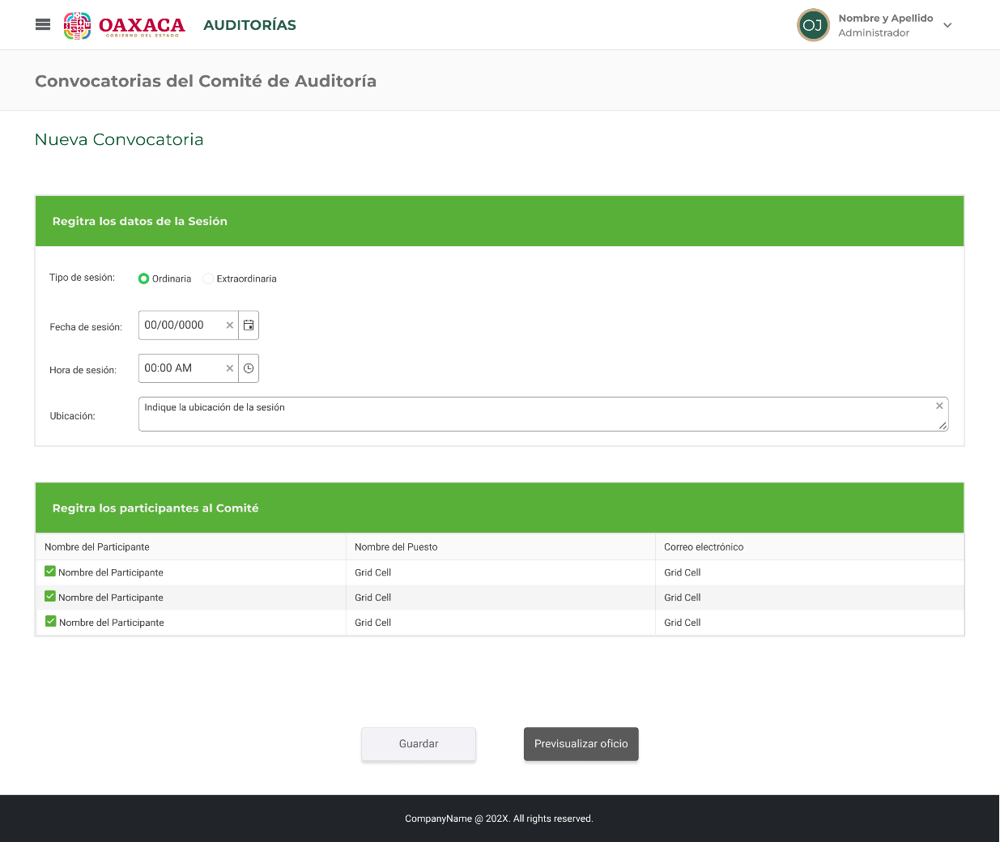 OAXACA
GOBIERNO DEL ESTADO
AUDITORÍAS
OJ
Nombre y Apellido
Administrador
Convocatorias del Comité de Auditoría
Nueva Convocatoria
Regitra los datos de la Sesión
Tipo de sesión: Ordinaria Extraordinaria
Fecha de sesión: 00/00/0000
Hora de sesión: 00:00 AM
Ubicación: Indique la ubicación de la sesión
Regitra los participantes al Comité
Nombre del Participante Nombre del Puesto Correo electrónico
Nombre del Participante Grid Cell Grid Cell
Nombre del Participante Grid Cell Grid Cell
Nombre del Participante Grid Cell Grid Cell
Guardar Previsualizar oficio
CompanyName @ 202X. All rights reserved.